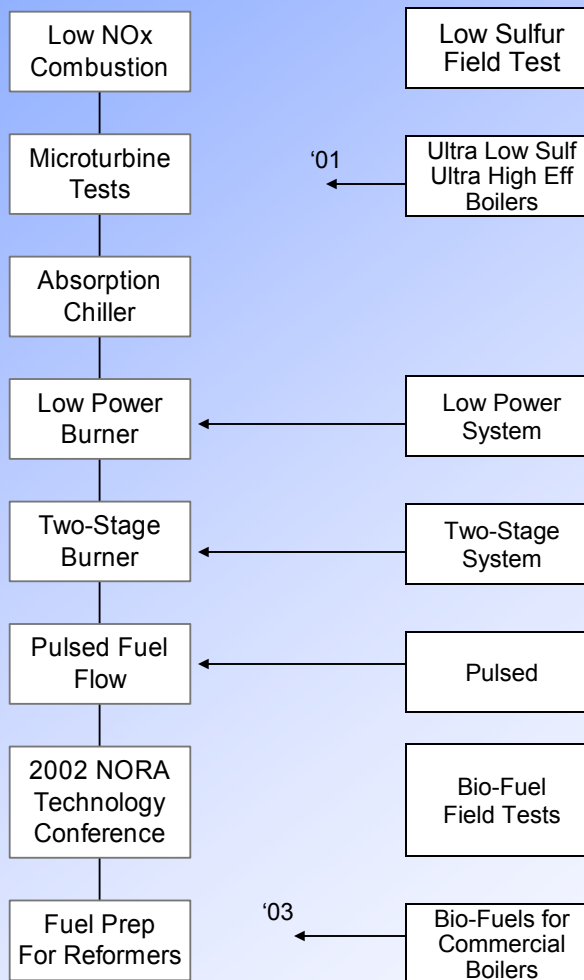 Low NOx
Combustion
Low Sulfur
Field Test
Microturbine
Tests
‘01
Ultra Low Sulf
Ultra High Eff
Boilers
Absorption
Chiller
Low Power
Burner
Low Power
System
Two-Stage
Burner
Two-Stage
System
Pulsed Fuel
Flow
Pulsed
2002 NORA
Technology
Conference
Bio-Fuel
Field Tests
Fuel Prep
For Reformers
‘03
Bio-Fuels for
Commercial
Boilers